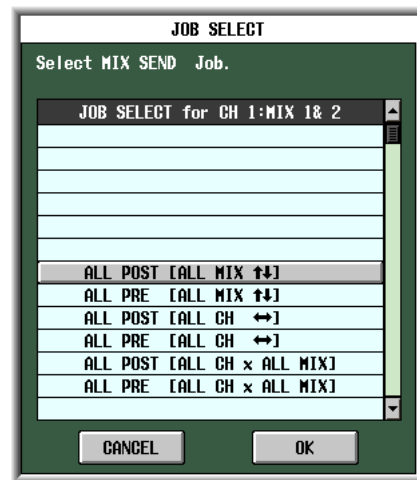 JOB SELECT
Select MIX SEND Job.
JOB SELECT for CH 1:MIX 1& 2
ALL POST [ALL MIX ↑↓]
ALL PRE [ALL MIX ↑↓]
ALL POST [ALL CH ↔]
ALL PRE [ALL CH ↔]
ALL POST [ALL CH × ALL MIX]
ALL PRE [ALL CH × ALL MIX]
CANCEL OK